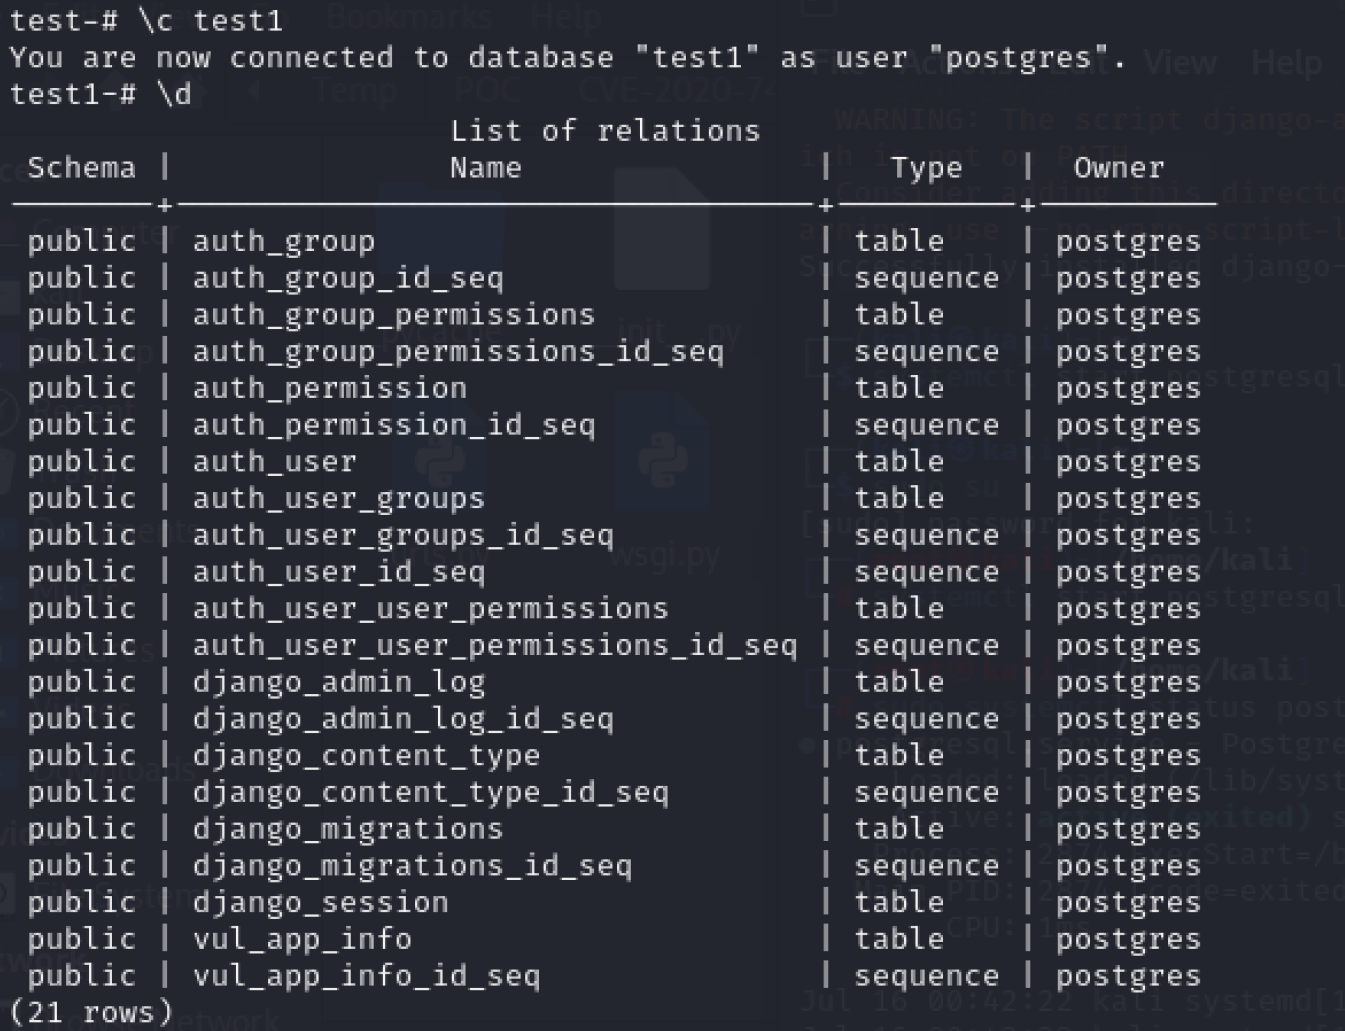 test-# \c test1
You are now connected to database "test1" as user "postgres".
test1-# \d
List of relations
Schema | Name | Type | Owner
--------+-----------------------------------+----------+----------
public | auth_group | table | postgres
public | auth_group_id_seq | sequence | postgres
public | auth_group_permissions | table | postgres
public | auth_group_permissions_id_seq | sequence | postgres
public | auth_permission | table | postgres
public | auth_permission_id_seq | sequence | postgres
public | auth_user | table | postgres
public | auth_user_groups | table | postgres
public | auth_user_groups_id_seq | sequence | postgres
public | auth_user_id_seq | sequence | postgres
public | auth_user_user_permissions | table | postgres
public | auth_user_user_permissions_id_seq | sequence | postgres
public | django_admin_log | table | postgres
public | django_admin_log_id_seq | sequence | postgres
public | django_content_type | table | postgres
public | django_content_type_id_seq | sequence | postgres
public | django_migrations | table | postgres
public | django_migrations_id_seq | sequence | postgres
public | django_session | table | postgres
public | vul_app_info | table | postgres
public | vul_app_info_id_seq | sequence | postgres
(21 rows)